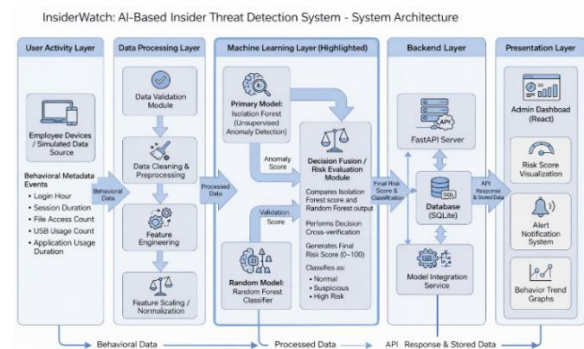 InsiderWatch: AI-Based Insider Threat Detection System - System Architecture
User Activity Layer
Employee Devices
/ Simulated Data
Source
Behavioral Metadata
Events
• Login Hour
• Session Duration
• File Access Count
• USB Usage Count
• Application Usage
Duration
Behavioral
Data
Data Processing Layer
Data Validation
Module
Data Cleaning &
Preprocessing
Feature
Engineering
Feature Scaling /
Normalization
Processed
Data
Machine Learning Layer (Highlighted)
Primary Model:
Isolation Forest
(Unsupervised
Anomaly Detection)
Anomaly
Score
Validation
Score
Random Model:
Random Forest
Classifier
Decision Fusion /
Risk Evaluation
Module
Compares Isolation
Forest score and
Random Forest output
Performs Decision
Cross-verification
Generates Final
Risk Score (0–100)
Classifies as:
• Normal
• Suspicious
• High Risk
Final Risk
Score &
Classification
Backend Layer
API
FastAPI Server
SQL
Database
(SQLite)
Model Integration
Service
API
Response
& Stored
Data
Presentation Layer
Admin Dashboad
(React)
Risk Score
Visualization
Alert
Notification
System
Behavior Trend
Graphs
Behavioral Data
Processed Data
API Response & Stored Data